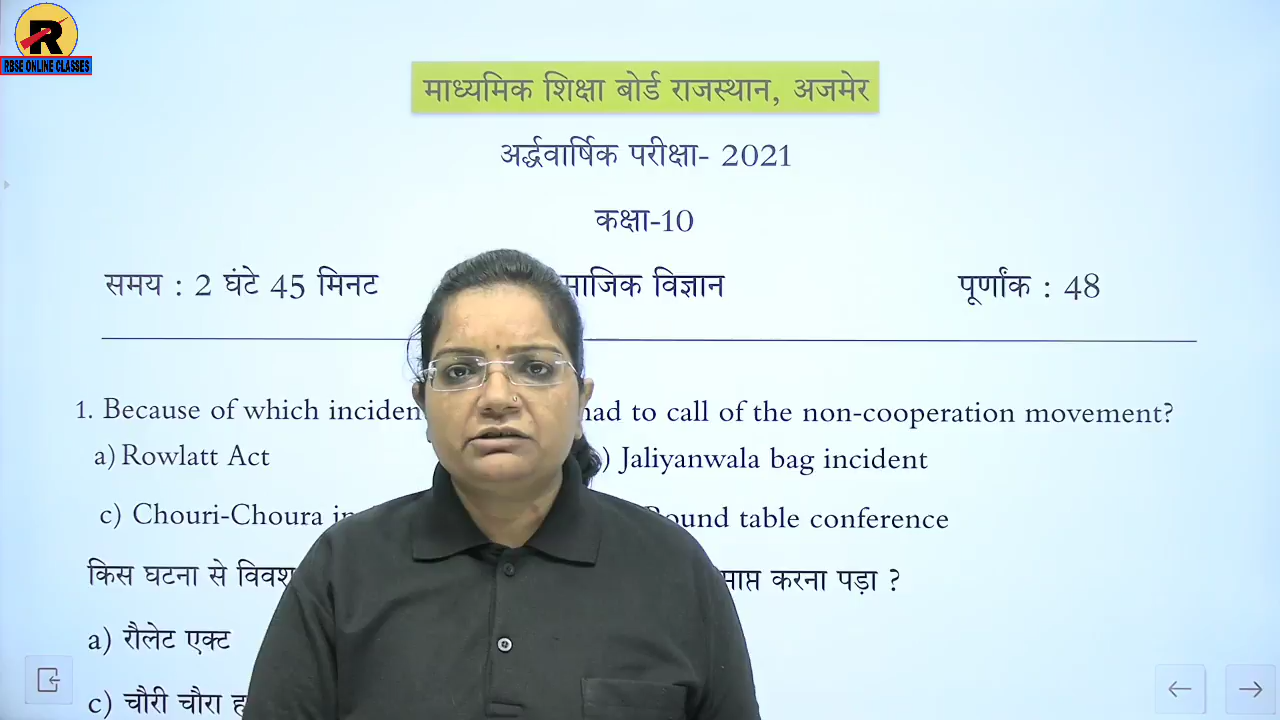 R
RBSE ONLINE CLASSES
माध्यमिक शिक्षा बोर्ड राजस्थान, अजमेर
अर्द्धवार्षिक परीक्षा- 2021
कक्षा-10
समय : 2 घंटे 45 मिनट माजिक विज्ञान पूर्णांक : 48
1. Because of which inciden had to call of the non-cooperation movement?
a) Rowlatt Act ) Jaliyanwala bag incident
c) Chouri-Choura in Round table conference
किस घटना से विवश माप्त करना पड़ा ?
a) रौलेट एक्ट
c) चौरी चौरा ह